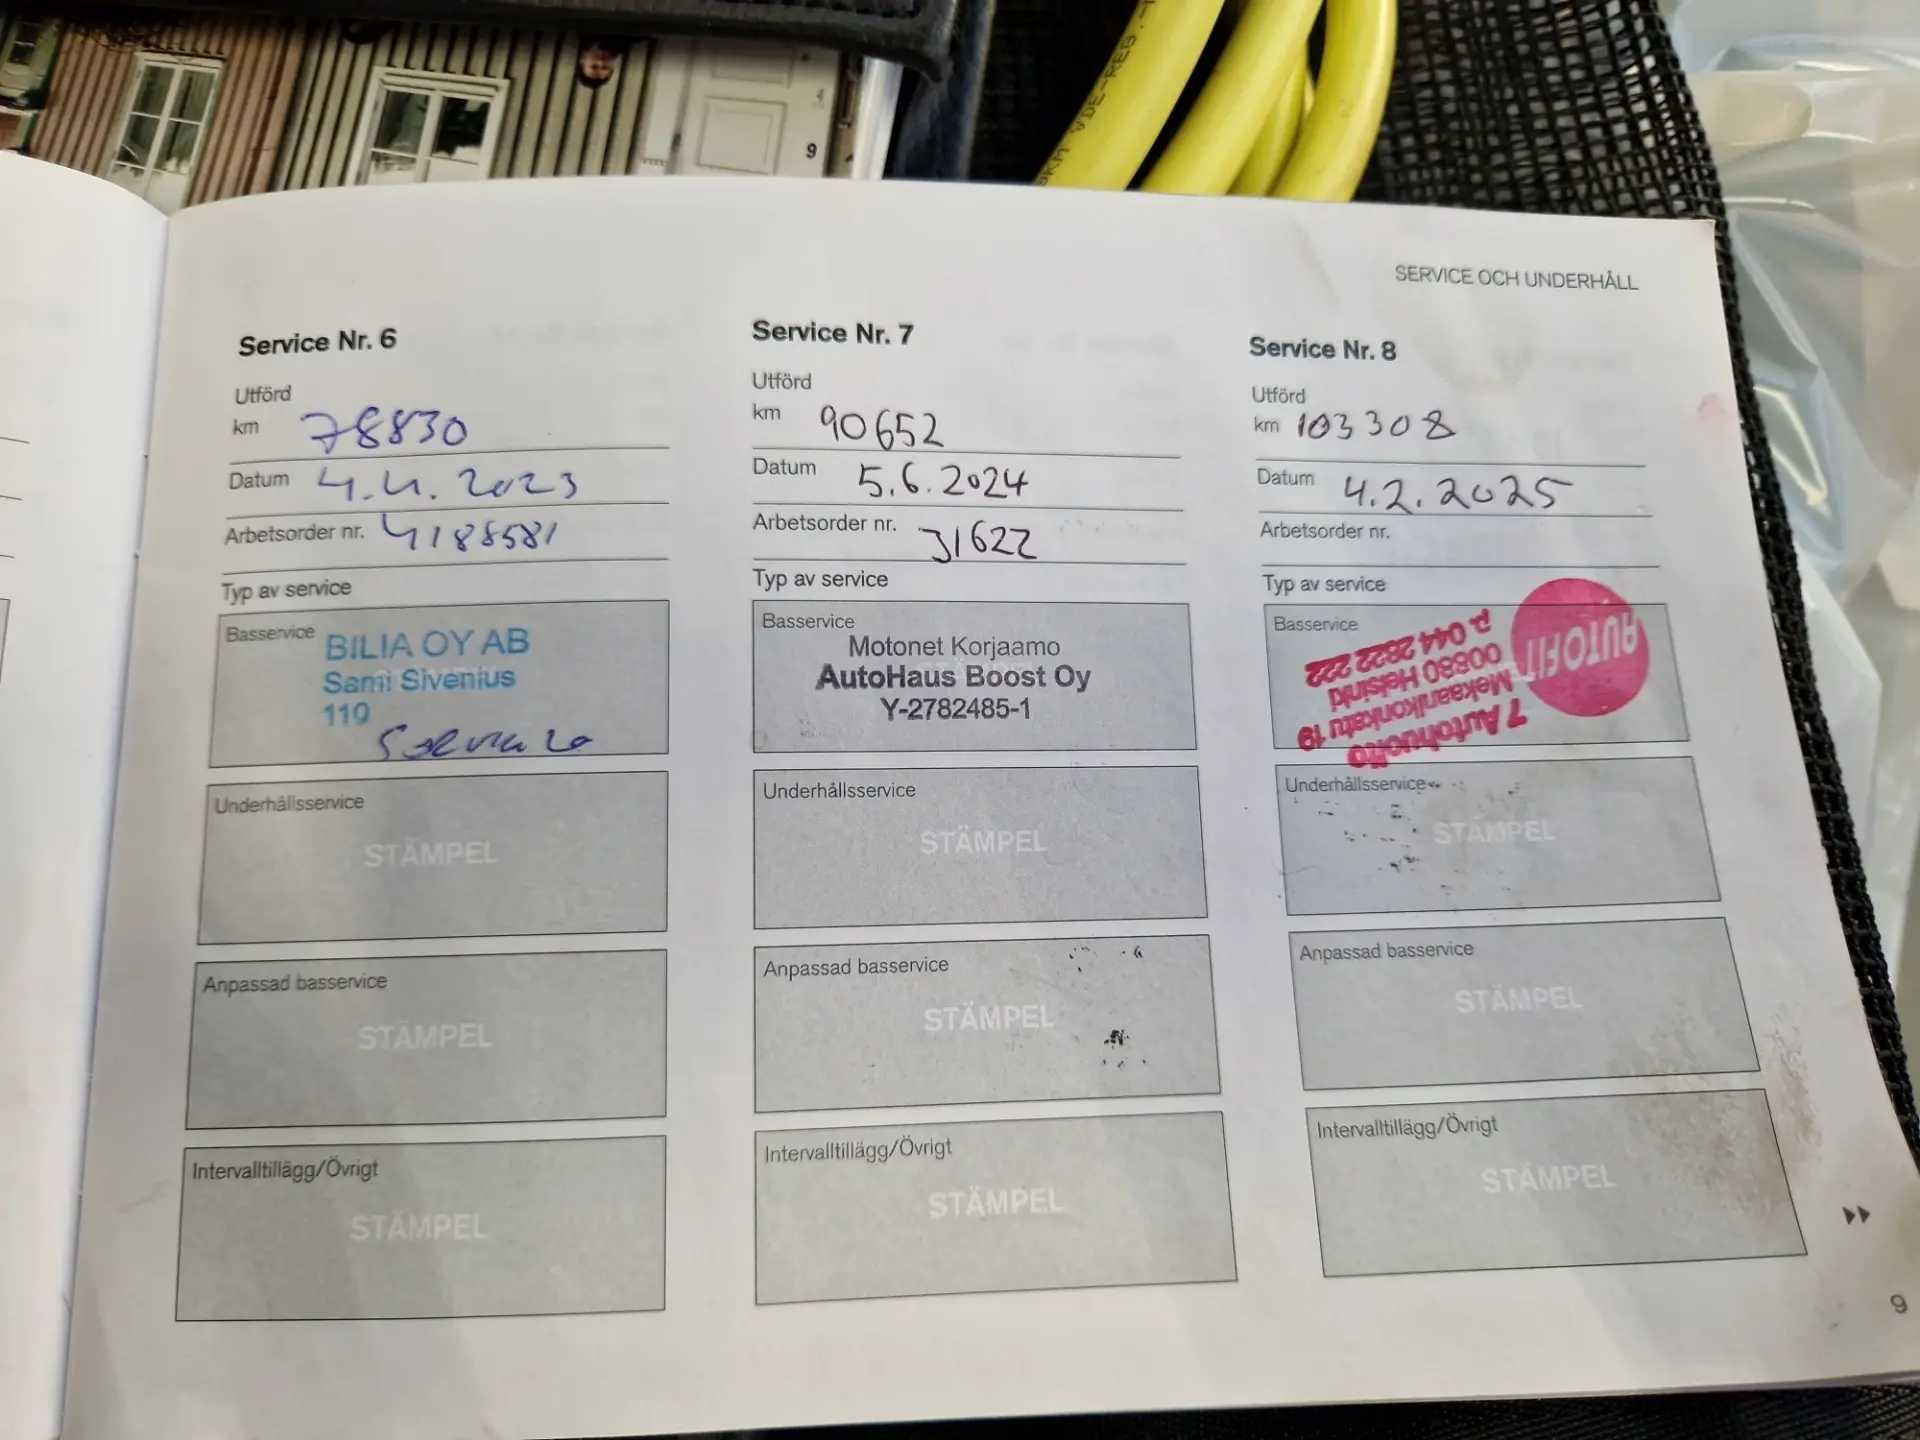 9
VDE-REG.
SERVICE OCH UNDERHÅLL
Service Nr. 6
Utförd
km 78830
Datum 4.4.2023
Arbetsorder nr. 4188581
Typ av service
Basservice
BILIA OY AB
Sami Sivenius
110
STÄMPEL
Underhållsservice
STÄMPEL
Anpassad basservice
STÄMPEL
Intervalltillägg/Övrigt
STÄMPEL
Service Nr. 7
Utförd
km 90652
Datum 5.6.2024
Arbetsorder nr. 31622
Typ av service
Basservice
Motonet Korjaamo
AutoHaus Boost Oy
Y-2782485-1
STÄMPEL
Underhållsservice
STÄMPEL
Anpassad basservice
STÄMPEL
Intervalltillägg/Övrigt
STÄMPEL
Service Nr. 8
Utförd
km 103308
Datum 4.2.2025
Arbetsorder nr.
Typ av service
Basservice
AUTOFIT
7 Autohuolto
Mekaanikonkatu 19
00880 Helsinki
p. 044 2822 222
Underhållsservice
STÄMPEL
Anpassad basservice
STÄMPEL
Intervalltillägg/Övrigt
STÄMPEL
9